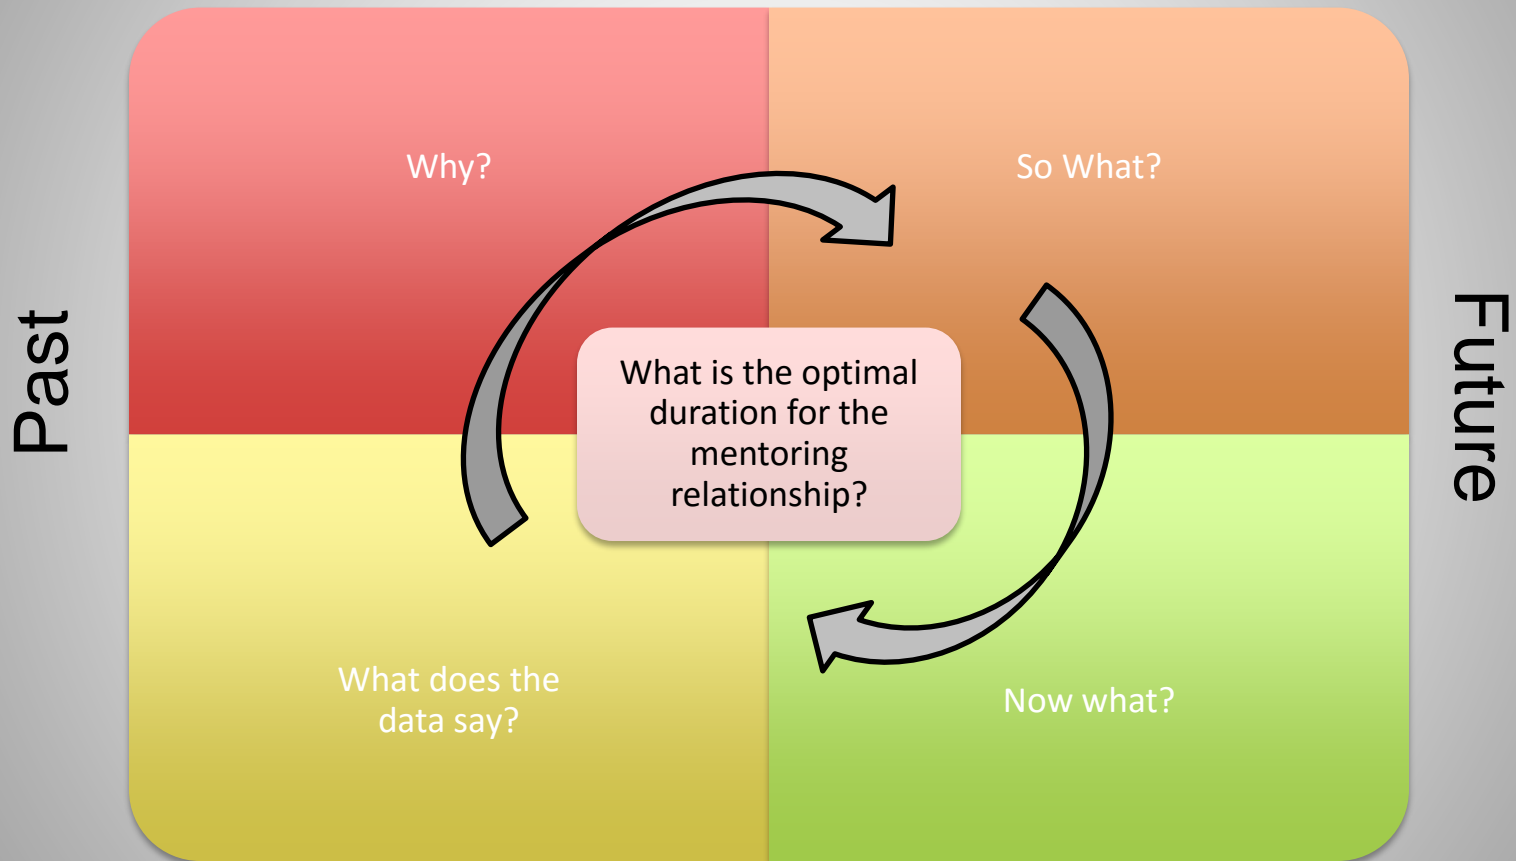 Why?
So What?
Past
What is the optimal
duration for the
mentoring
relationship?
Future
What does the
data say?
Now what?